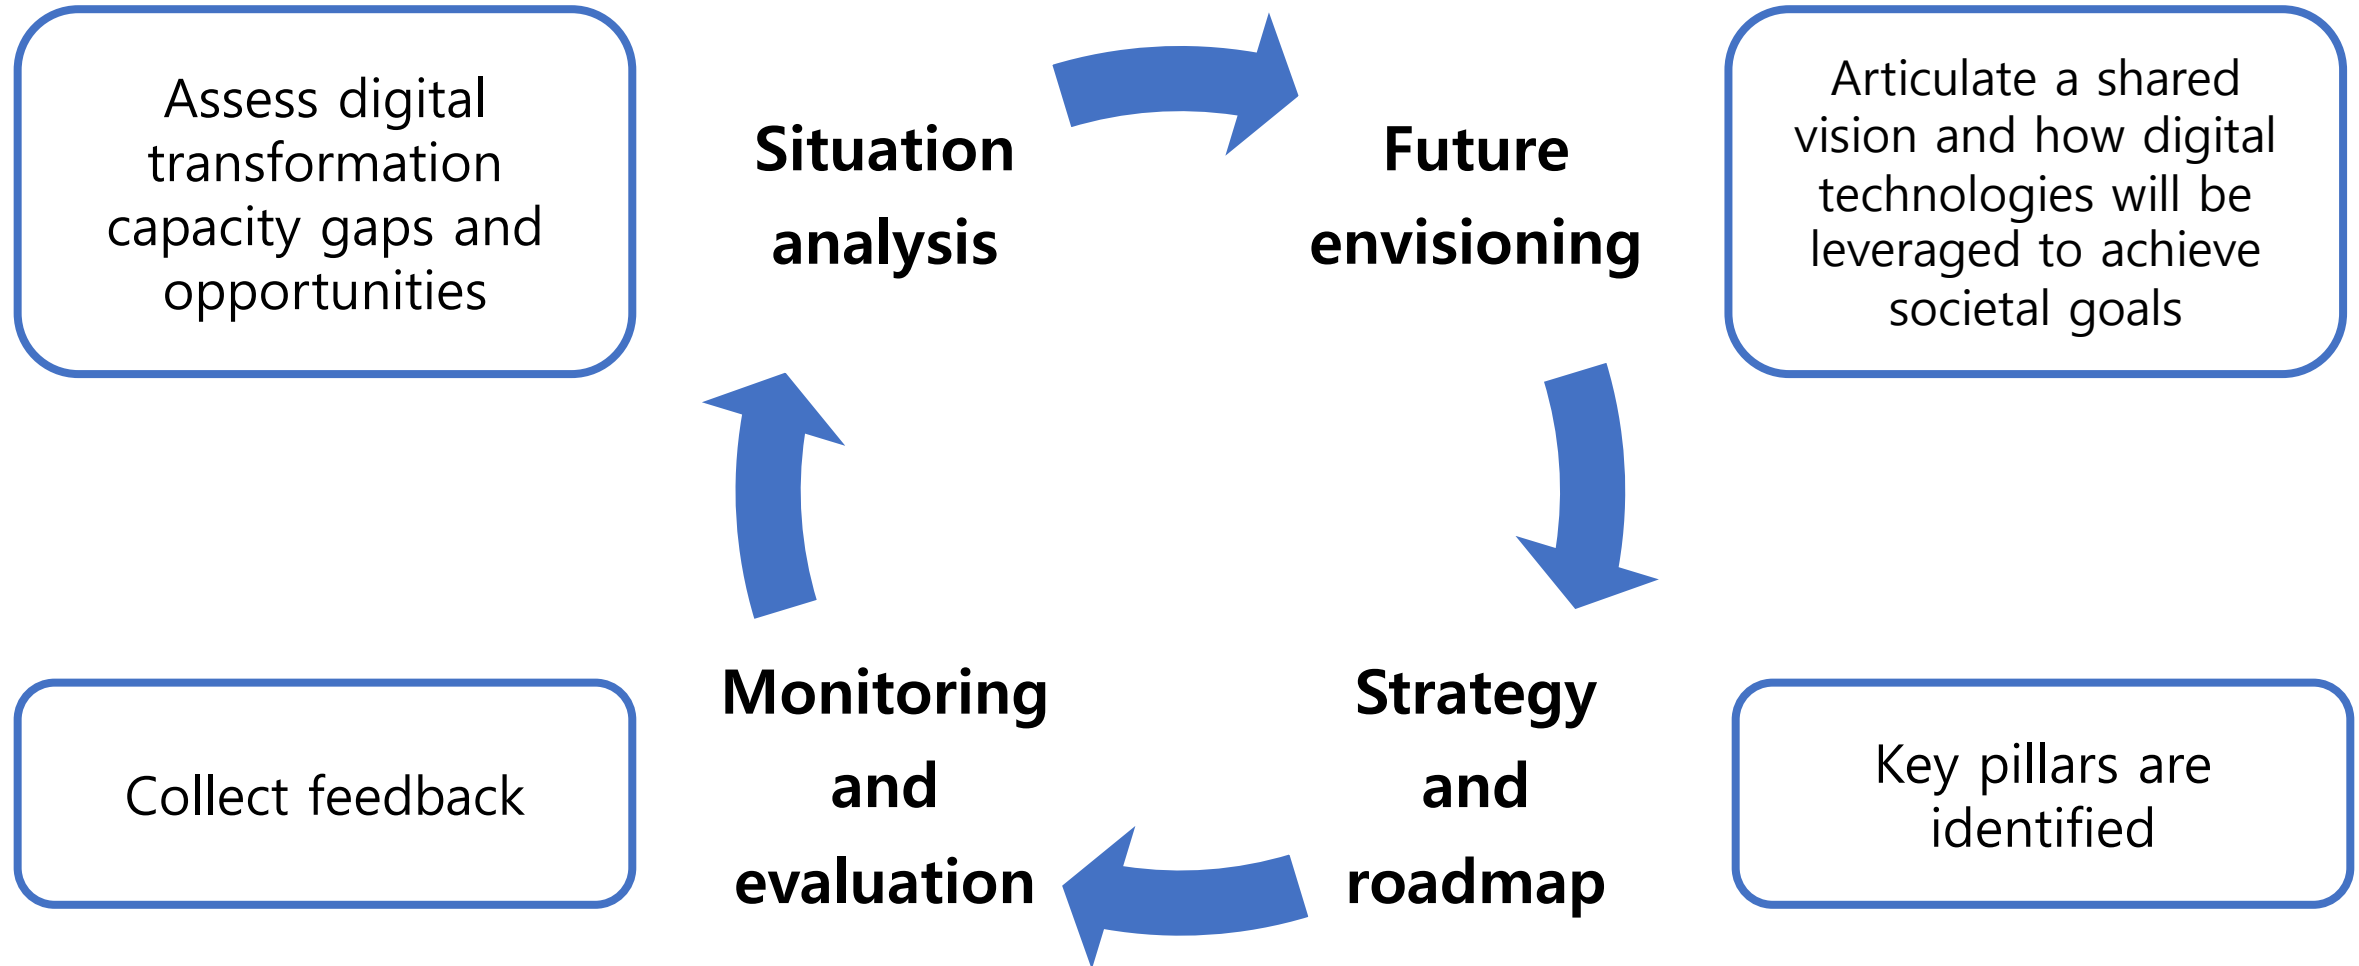 Assess digital
transformation
capacity gaps and
opportunities
Situation
analysis
Future
envisioning
Articulate a shared
vision and how digital
technologies will be
leveraged to achieve
societal goals
Collect feedback
Monitoring
and
evaluation
Strategy
and
roadmap
Key pillars are
identified